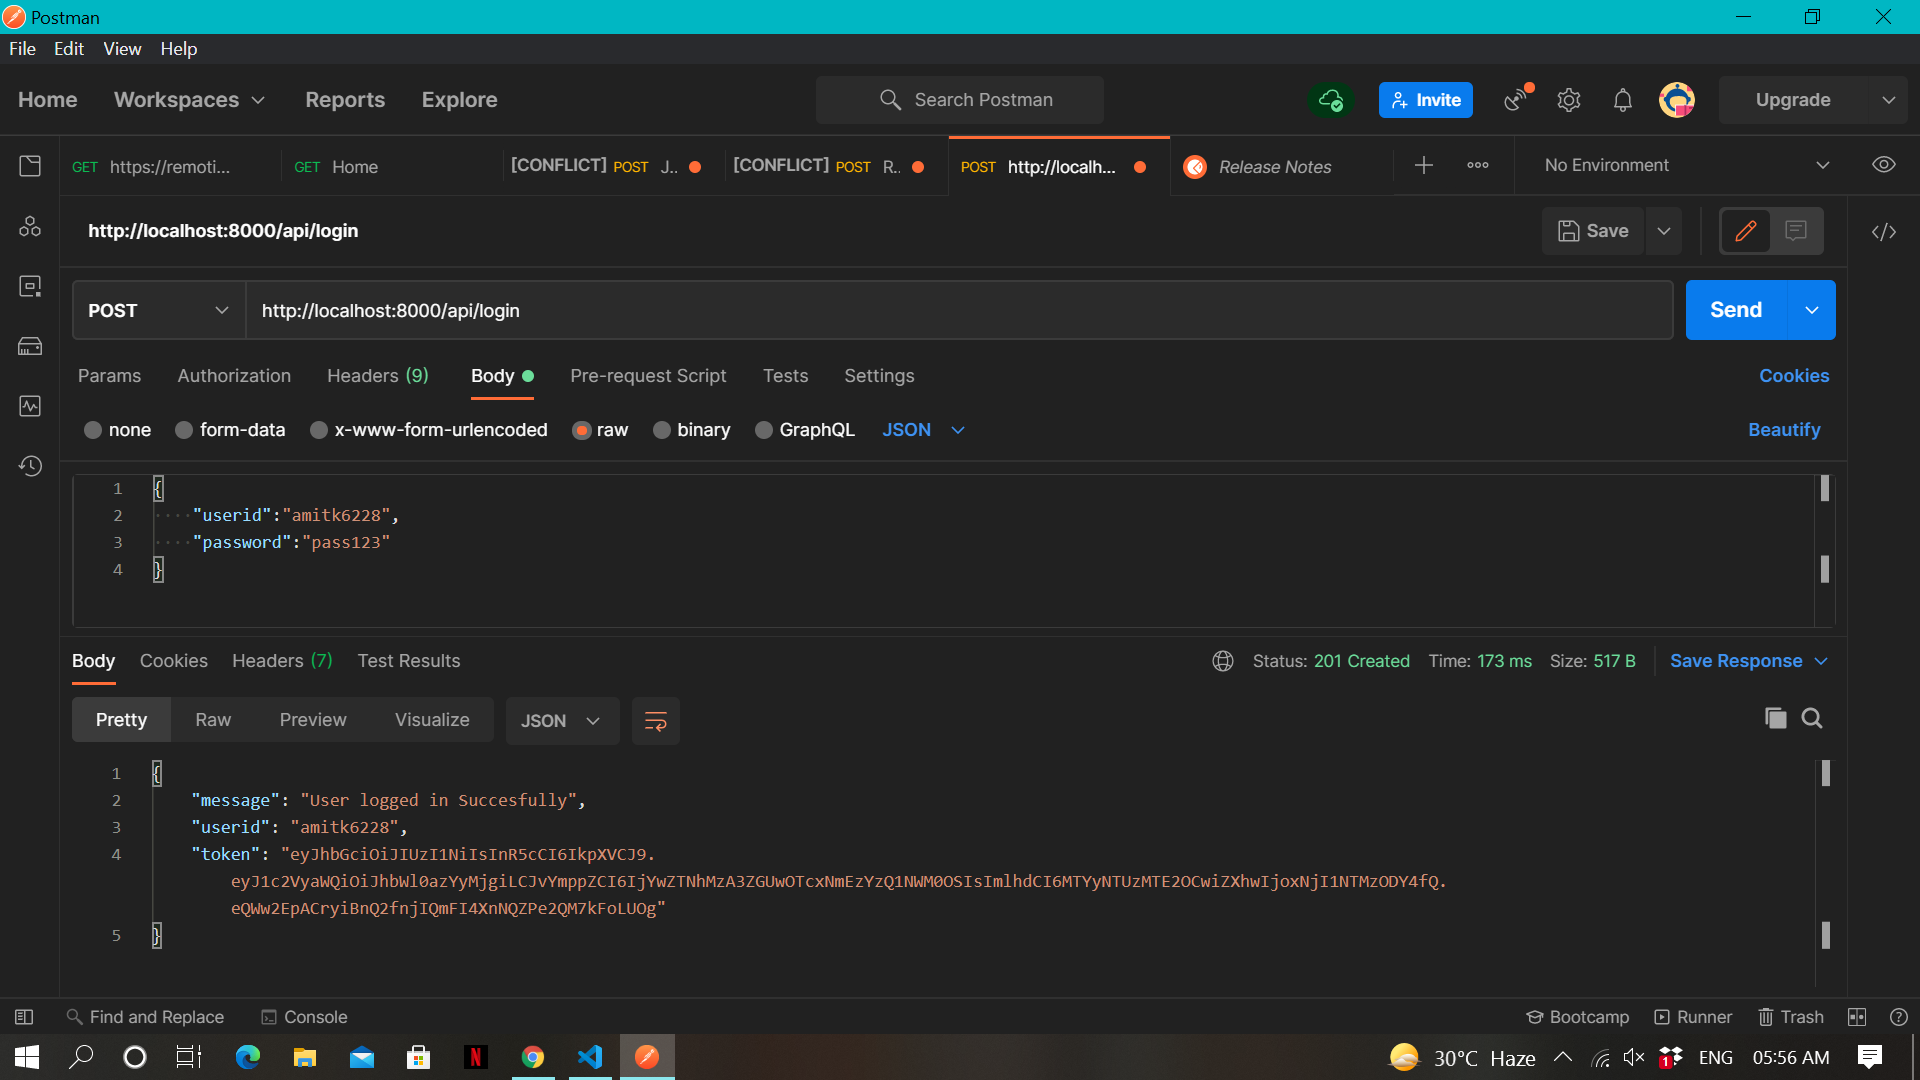 Postman
File Edit View Help
Home Workspaces Reports Explore Search Postman Invite Upgrade
GET https://remoti... GET Home [CONFLICT] POST J.. [CONFLICT] POST R.. POST http://localh... Release Notes No Environment
http://localhost:8000/api/login Save
POST http://localhost:8000/api/login Send
Params Authorization Headers (9) Body Pre-request Script Tests Settings Cookies
none form-data x-www-form-urlencoded raw binary GraphQL JSON Beautify
1 {
2 "userid":"amitk6228",
3 "password":"pass123"
4 }
Body Cookies Headers (7) Test Results Status: 201 Created Time: 173 ms Size: 517 B Save Response
Pretty Raw Preview Visualize JSON
1 {
2 "message": "User logged in Succesfully",
3 "userid": "amitk6228",
4 "token": "eyJhbGciOiJIUzI1NiIsInR5cCI6IkpXVCJ9.
eyJ1c2VyaWQiOiJhbWl0azYyMjgiLCJvYmppZCI6IjYwZTNhMzA3ZGUwOTcxNmEzYzQ1NWM0OSIsImlhdCI6MTYyNTUzMTE2OCwiZXhwIjoxNjI1NTMzODY4fQ.
eQWw2EpACryiBnQ2fnjIQmFI4XnNQZPe2QM7kFoLUOg"
5 }
Find and Replace Console Bootcamp Runner Trash
N 30°C Haze 1 ENG 05:56 AM